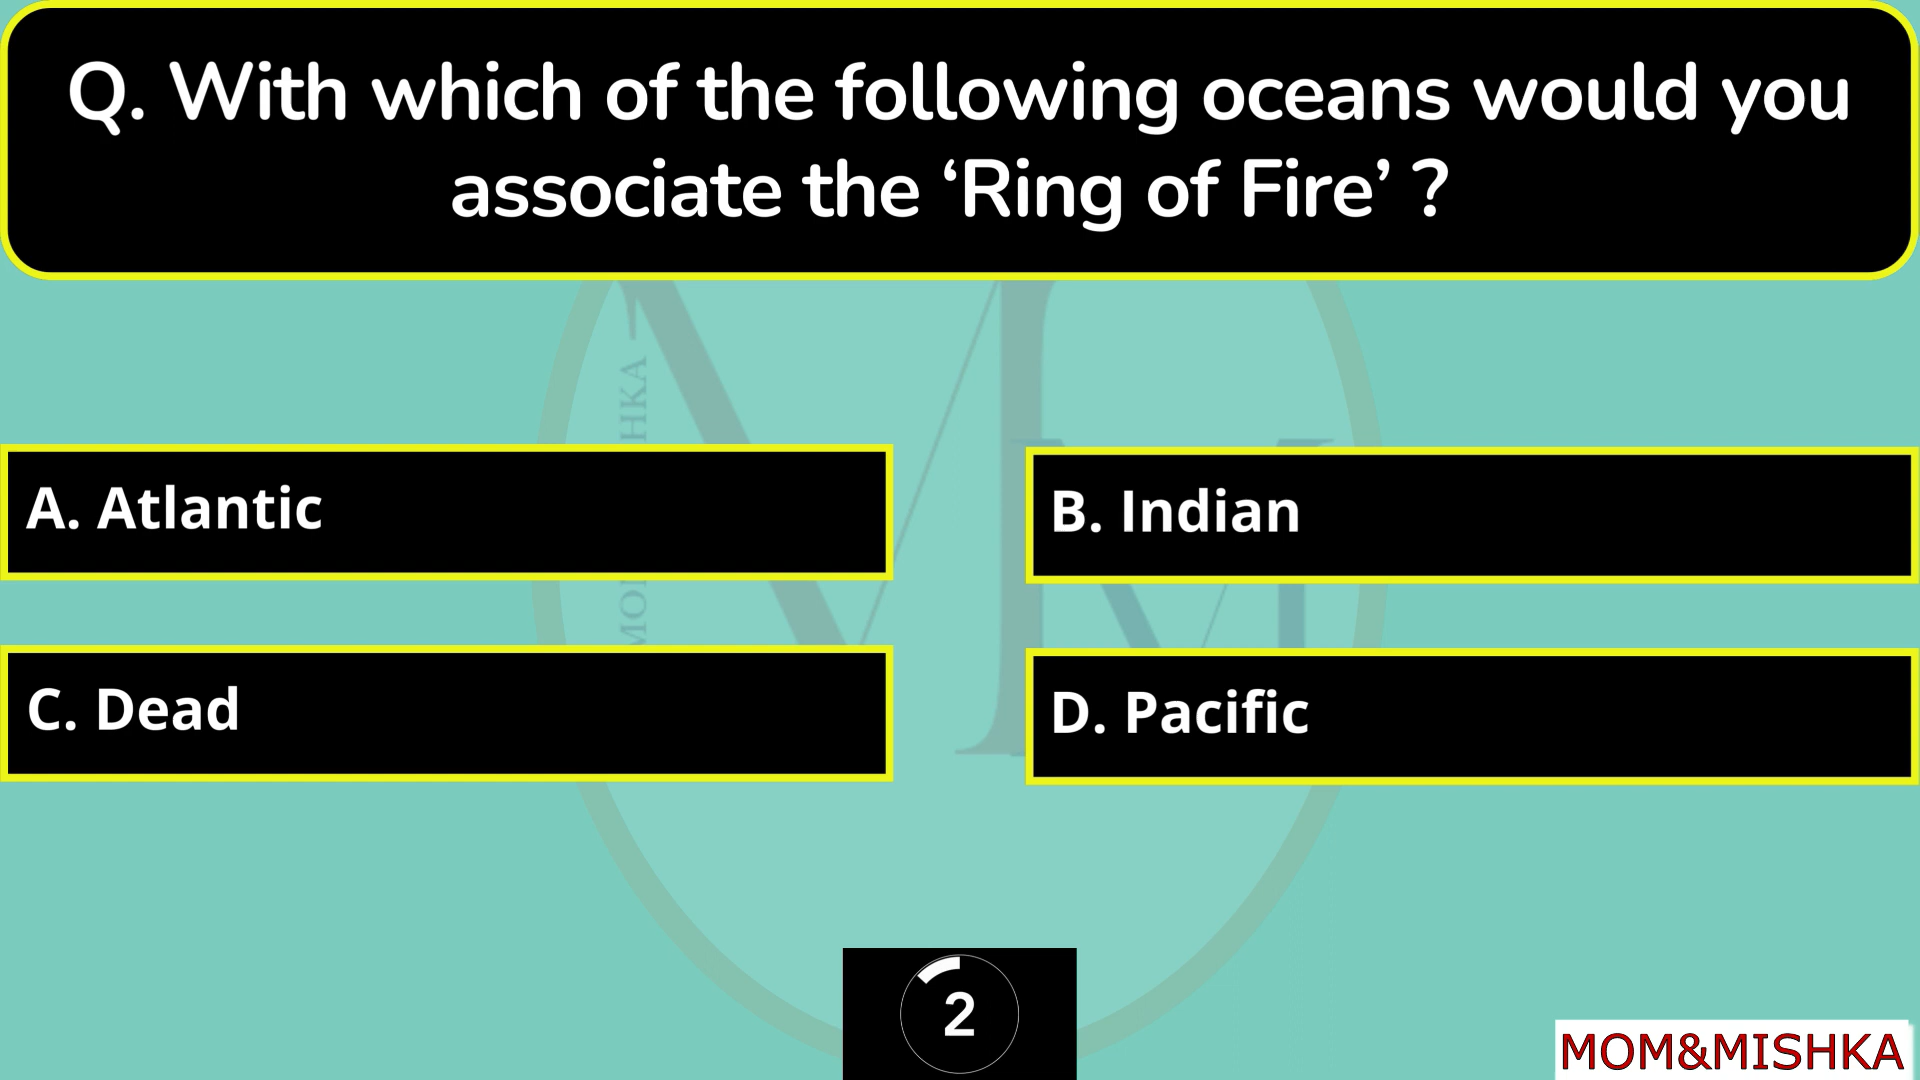 Q. With which of the following oceans would you
associate the ‘Ring of Fire’ ?
A. Atlantic
B. Indian
C. Dead
D. Pacific
2
MOM&MISHKA